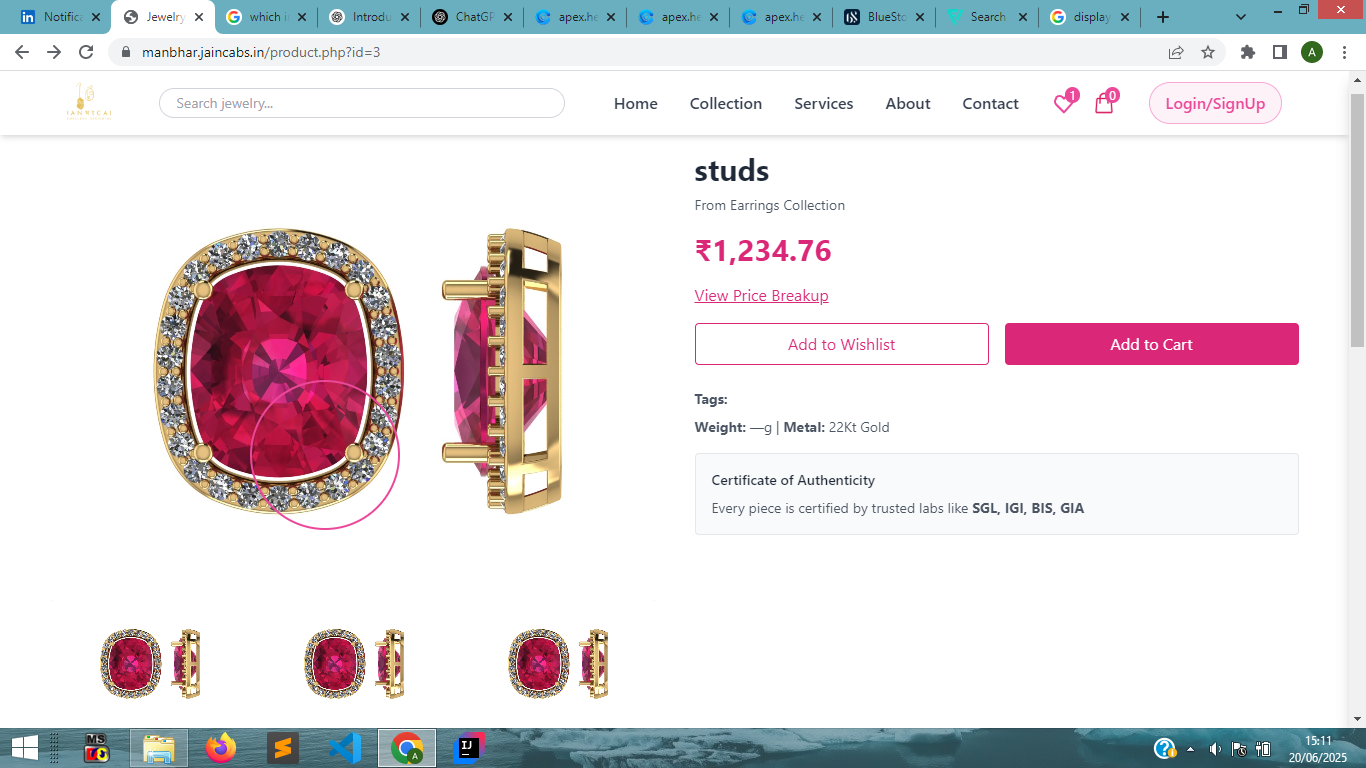 Notifica
Jewelry
which i
Introdu
ChatGP
apex.he
apex.he
apex.he
BlueSto
Search
display
manbhar.jaincabs.in/product.php?id=3
A
Search jewelry...
Home
Collection
Services
About
Contact
1
0
Login/SignUp
studs
From Earrings Collection
₹1,234.76
View Price Breakup
Add to Wishlist
Add to Cart
Tags:
Weight: —g | Metal: 22Kt Gold
Certificate of Authenticity
Every piece is certified by trusted labs like SGL, IGI, BIS, GIA
MS
A
IJ
15:11
20/06/2025